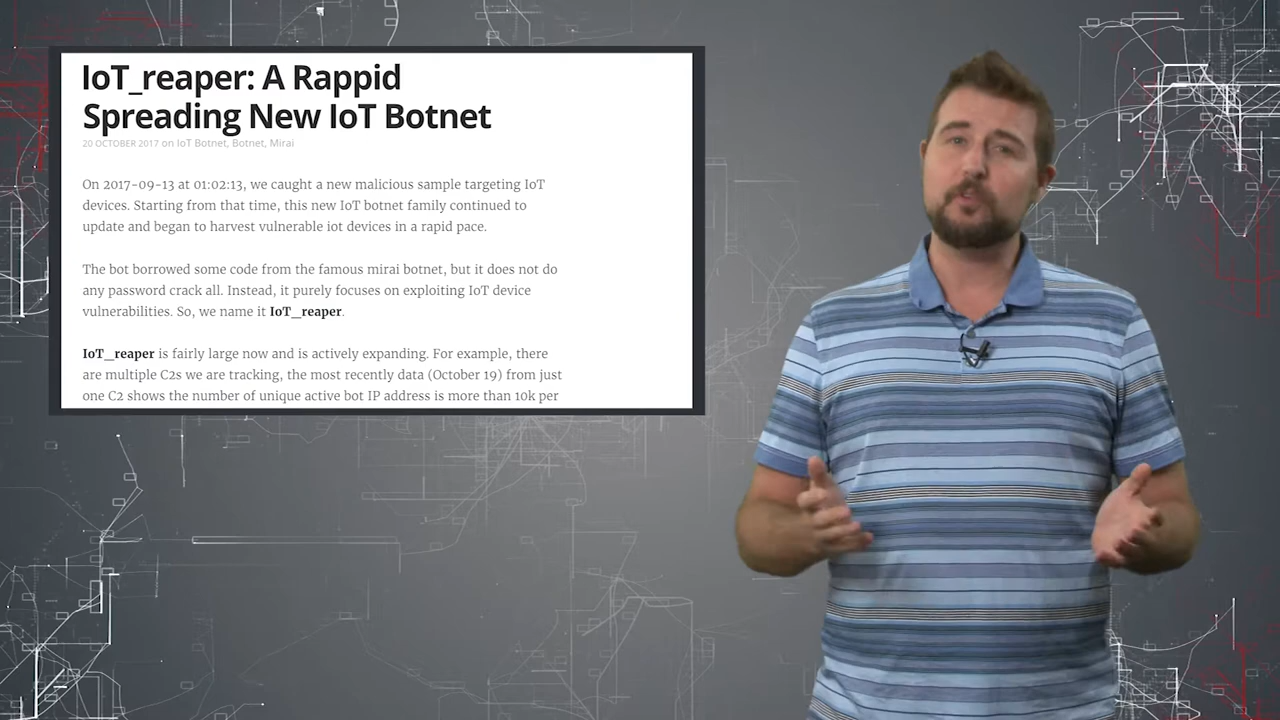 IoT_reaper: A Rappid
Spreading New IoT Botnet
20 OCTOBER 2017 on IoT Botnet, Botnet, Mirai
On 2017-09-13 at 01:02:13, we caught a new malicious sample targeting IoT
devices. Starting from that time, this new IoT botnet family continued to
update and began to harvest vulnerable iot devices in a rapid pace.
The bot borrowed some code from the famous mirai botnet, but it does not do
any password crack all. Instead, it purely focuses on exploiting IoT device
vulnerabilities. So, we name it IoT_reaper.
IoT_reaper is fairly large now and is actively expanding. For example, there
are multiple C2s we are tracking, the most recently data (October 19) from just
one C2 shows the number of unique active bot IP address is more than 10k per